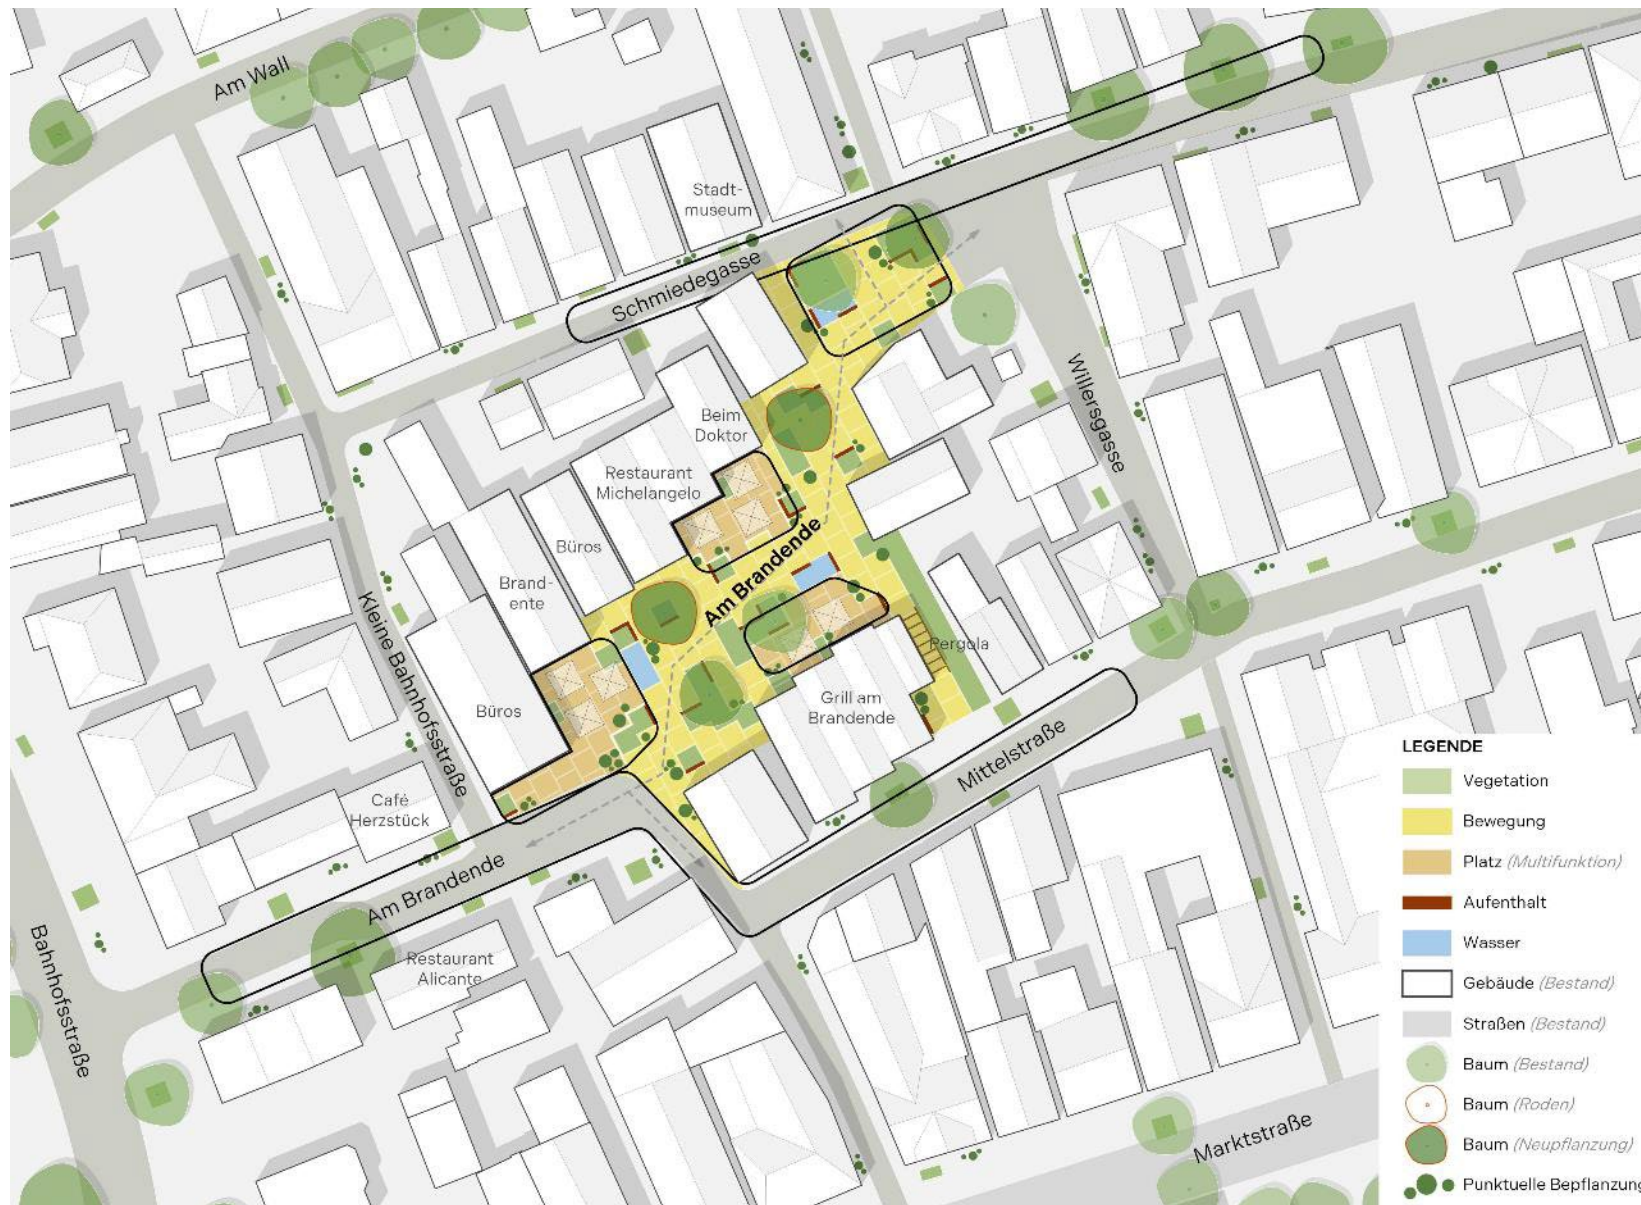 Am Wall
Stadt-
museum
Schmiedegasse
Willersgasse
Beim
Doktor
Restaurant
Michelangelo
Büros
Brand-
ente
Am Brandende
Kleine Bahnhofsstraße
Pergola
Büros
Grill am
Brandende
Mittelstraße
Café
Herzstück
Am Brandende
Restaurant
Alicante
Bahnhofsstraße
Marktstraße
LEGENDE
Vegetation
Bewegung
Platz (Multifunktion)
Aufenthalt
Wasser
Gebäude (Bestand)
Straßen (Bestand)
Baum (Bestand)
Baum (Roden)
Baum (Neupflanzung)
Punktuelle Bepflanzung